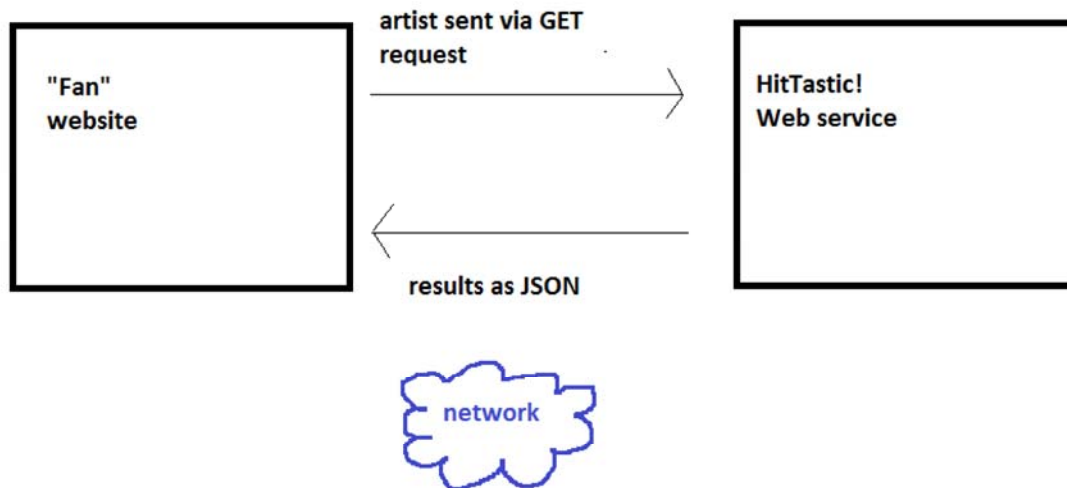 artist sent via GET
request
"Fan"
website
HitTastic!
Web service
results as JSON
network